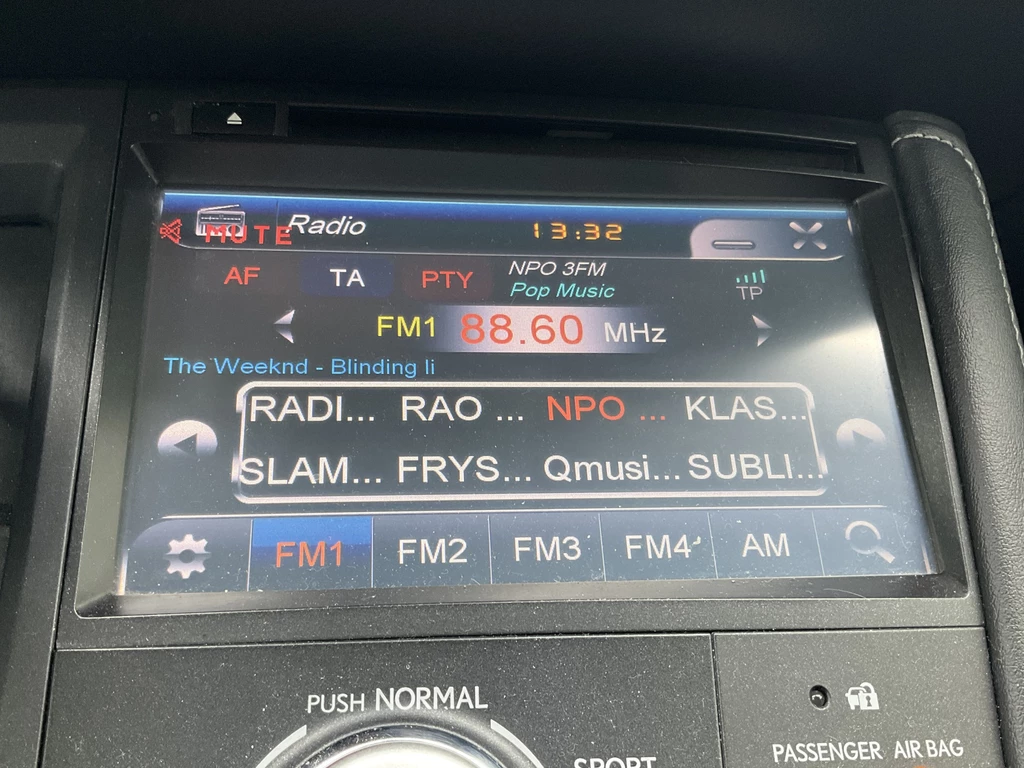 MUTE Radio 13:32
AF TA PTY NPO 3FM
Pop Music TP
FM1 88.60 MHz
The Weeknd - Blinding li
RADI... RAO ... NPO ... KLAS...
SLAM... FRYS... Qmusi... SUBLI...
FM1 FM2 FM3 FM4 AM
PUSH NORMAL
SPORT
PASSENGER AIR BAG